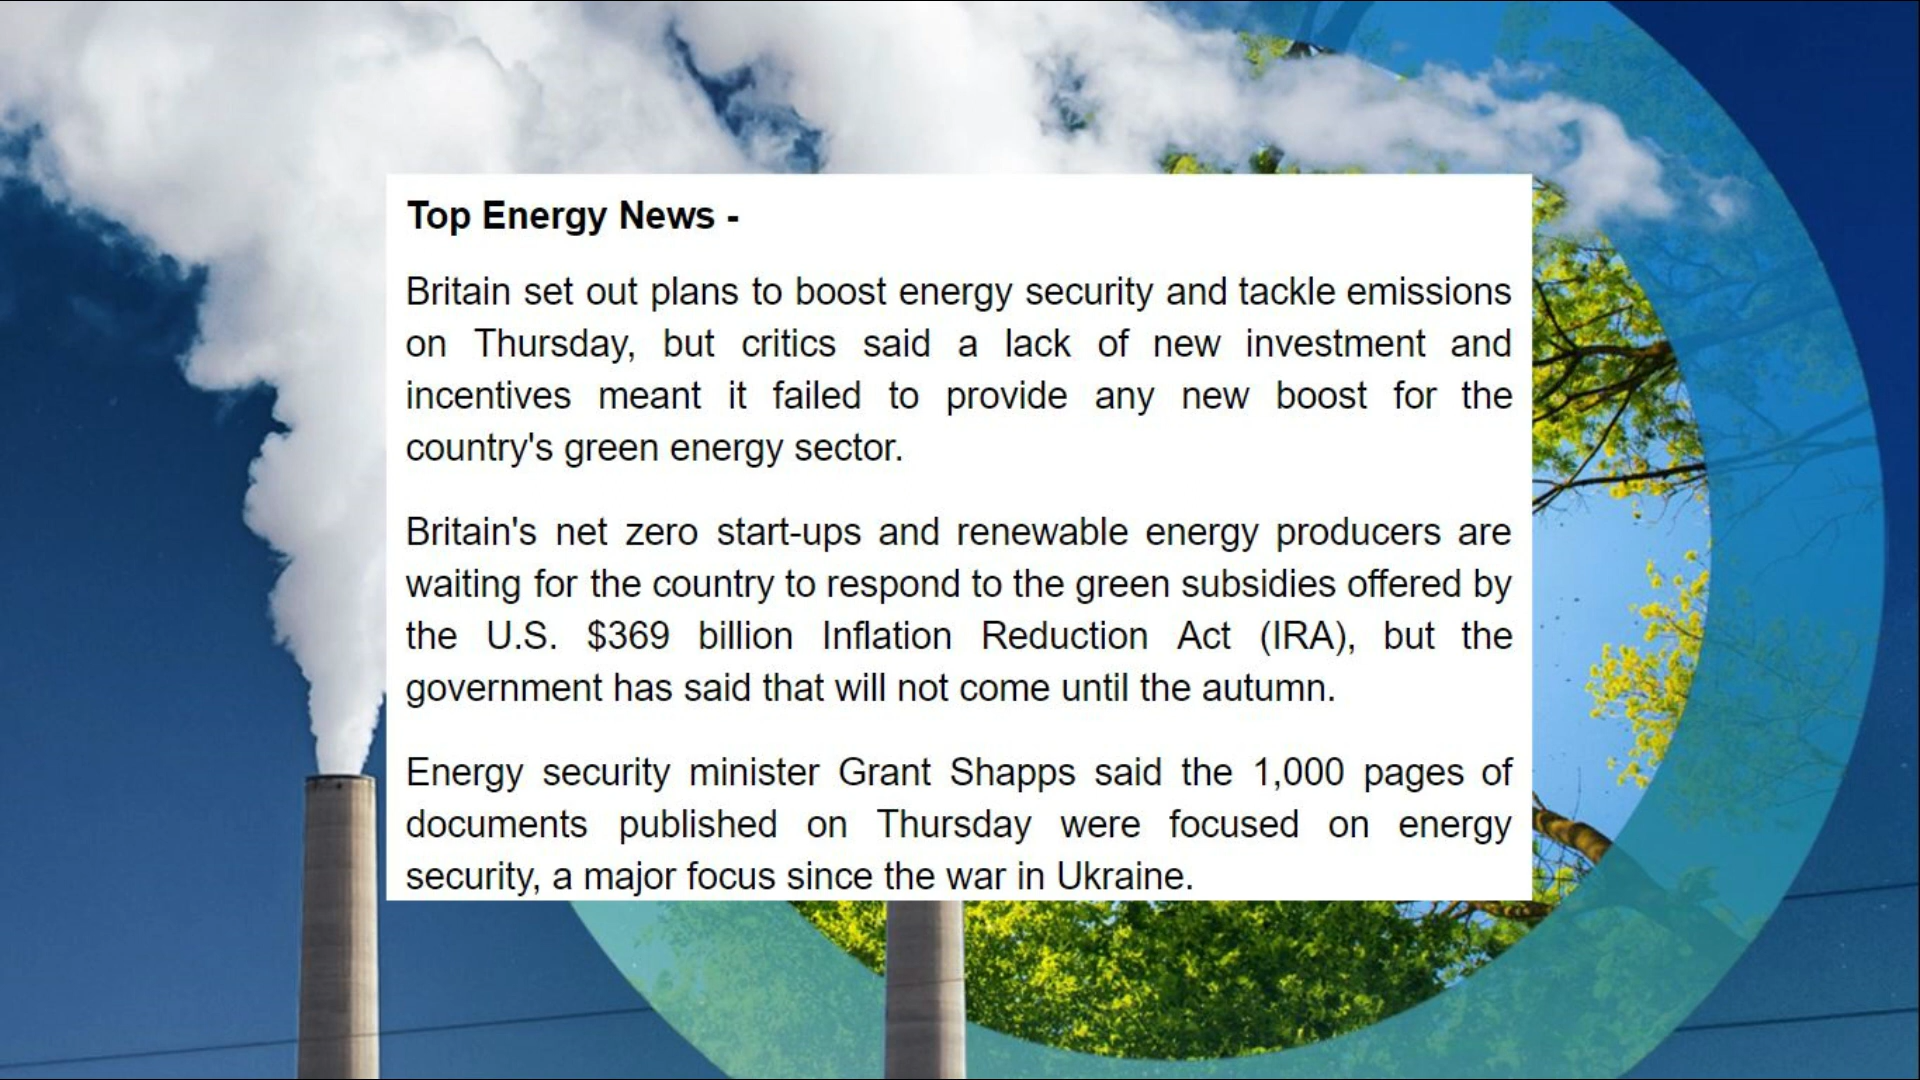 Top Energy News -
Britain set out plans to boost energy security and tackle emissions
on Thursday, but critics said a lack of new investment and
incentives meant it failed to provide any new boost for the
country's green energy sector.
Britain's net zero start-ups and renewable energy producers are
waiting for the country to respond to the green subsidies offered by
the U.S. $369 billion Inflation Reduction Act (IRA), but the
government has said that will not come until the autumn.
Energy security minister Grant Shapps said the 1,000 pages of
documents published on Thursday were focused on energy
security, a major focus since the war in Ukraine.